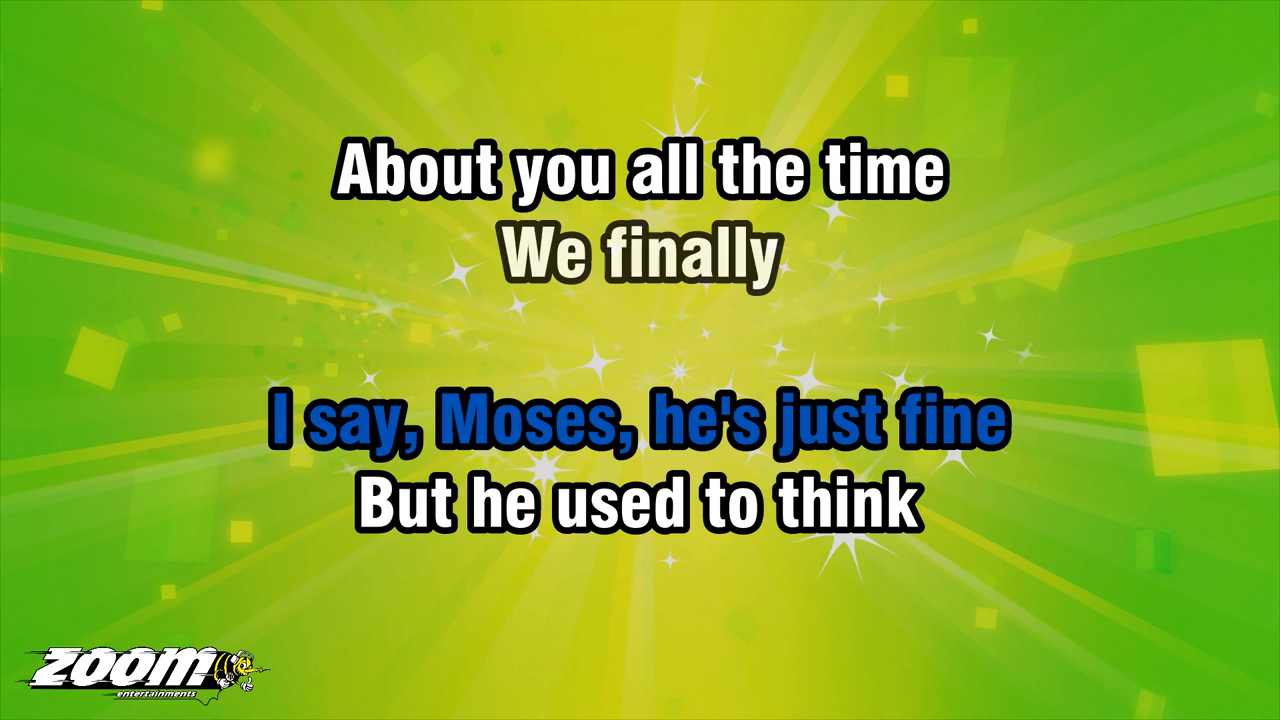 About you all the time
We finally
I say, Moses, he's just fine
But he used to think
zoom
entertainments